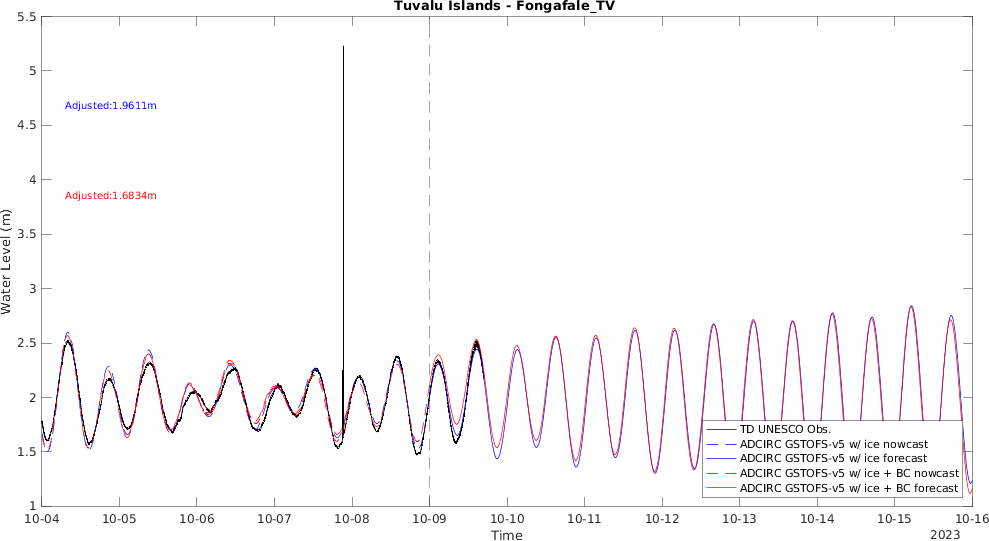 Tuvalu Islands - Fongafale_TV
5.5
5
4.5
4
3.5
3
2.5
2
1.5
1
Water Level (m)
Adjusted:1.9611m
Adjusted:1.6834m
TD UNESCO Obs.
ADCIRC GSTOFS-v5 w/ ice nowcast
ADCIRC GSTOFS-v5 w/ ice forecast
ADCIRC GSTOFS-v5 w/ ice + BC nowcast
ADCIRC GSTOFS-v5 w/ ice + BC forecast
10-04 10-05 10-06 10-07 10-08 10-09 10-10 10-11 10-12 10-13 10-14 10-15 10-16
Time
2023